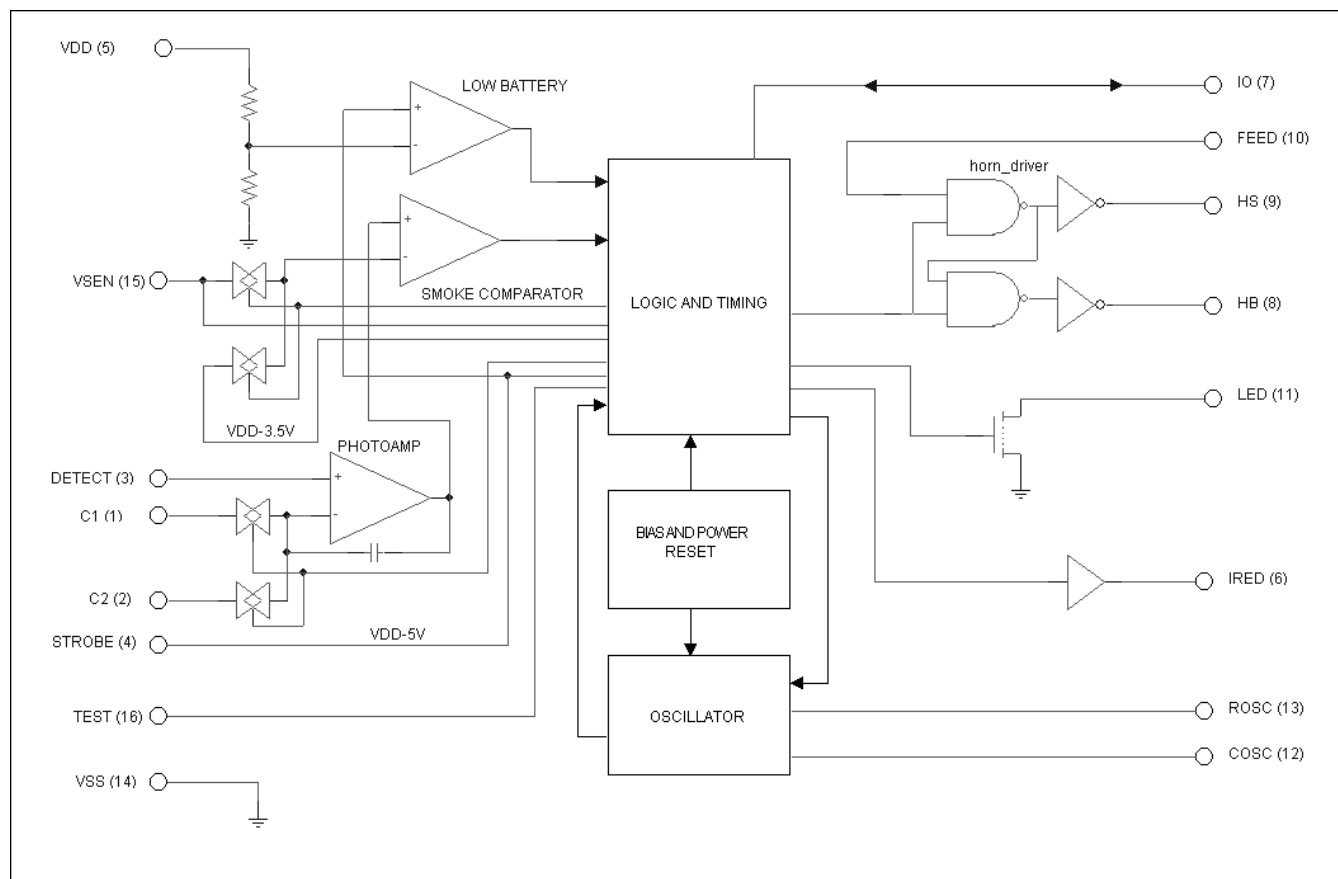 VDD (5)
LOW BATTERY
+
-
IO (7)
FEED (10)
horn_driver
HS (9)
+
-
VSEN (15)
SMOKE COMPARATOR
LOGIC AND TIMING
HB (8)
LED (11)
VDD-3.5V
PHOTOAMP
DETECT (3)
+
C1 (1)
-
BIAS AND POWER
RESET
IRED (6)
C2 (2)
VDD-5V
STROBE (4)
TEST (16)
OSCILLATOR
ROSC (13)
COSC (12)
VSS (14)